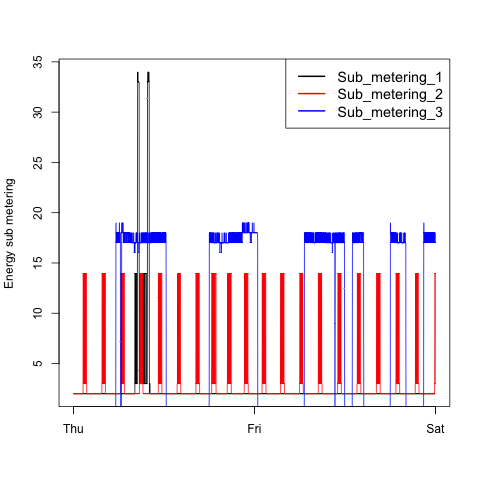 Sub_metering_1
Sub_metering_2
Sub_metering_3
Energy sub metering
35
30
25
20
15
10
5
Thu Fri Sat